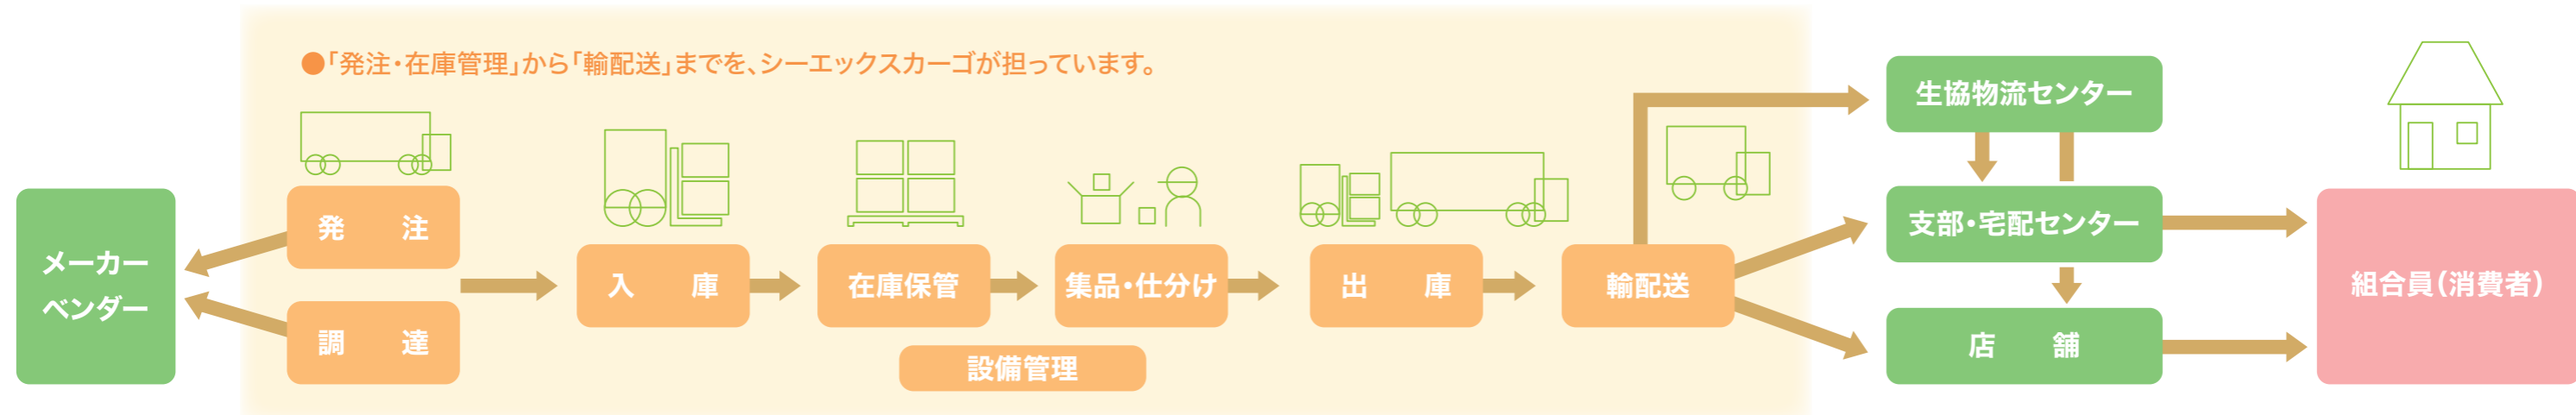 ●「発注・在庫管理」から「輸配送」までを、シーエックスカーゴが担っています。
メーカー
ベンダー
発　注
調　達
入　庫
在庫保管
集品・仕分け
出　庫
輸配送
設備管理
生協物流センター
支部・宅配センター
店　舗
組合員（消費者）